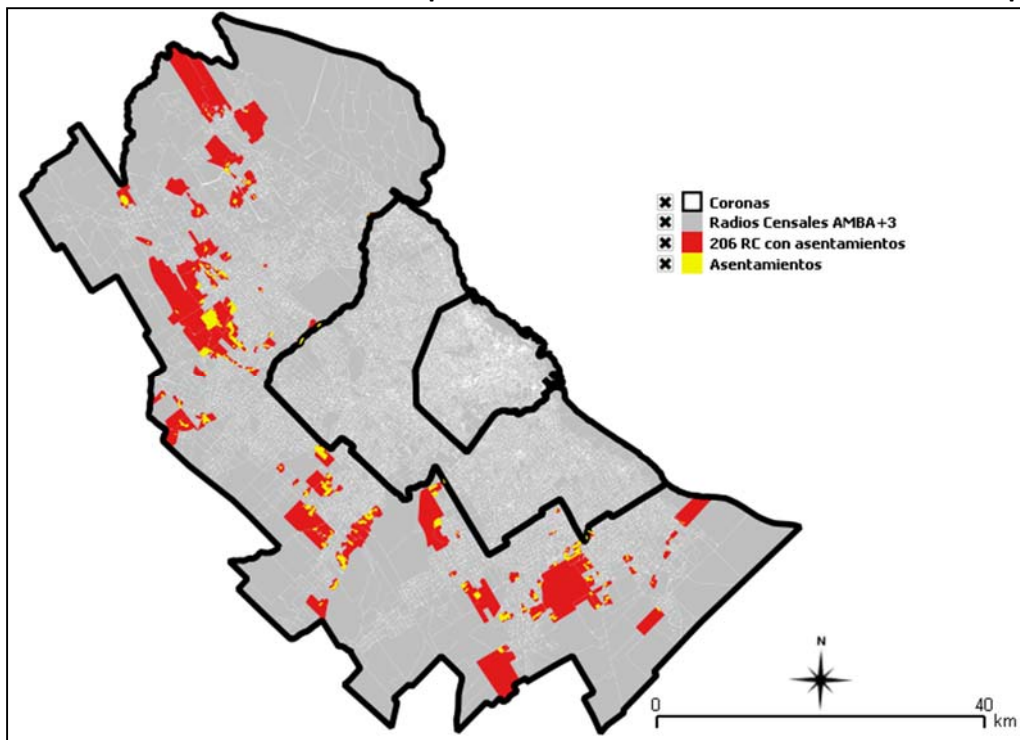 Coronas
Radios Censales AMBA+3
206 RC con asentamientos
Asentamientos
N
0 40
km